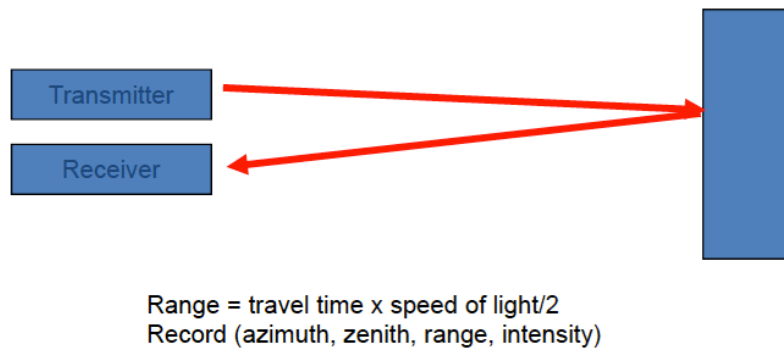 Transmitter
Receiver
Range = travel time x speed of light/2
Record (azimuth, zenith, range, intensity)